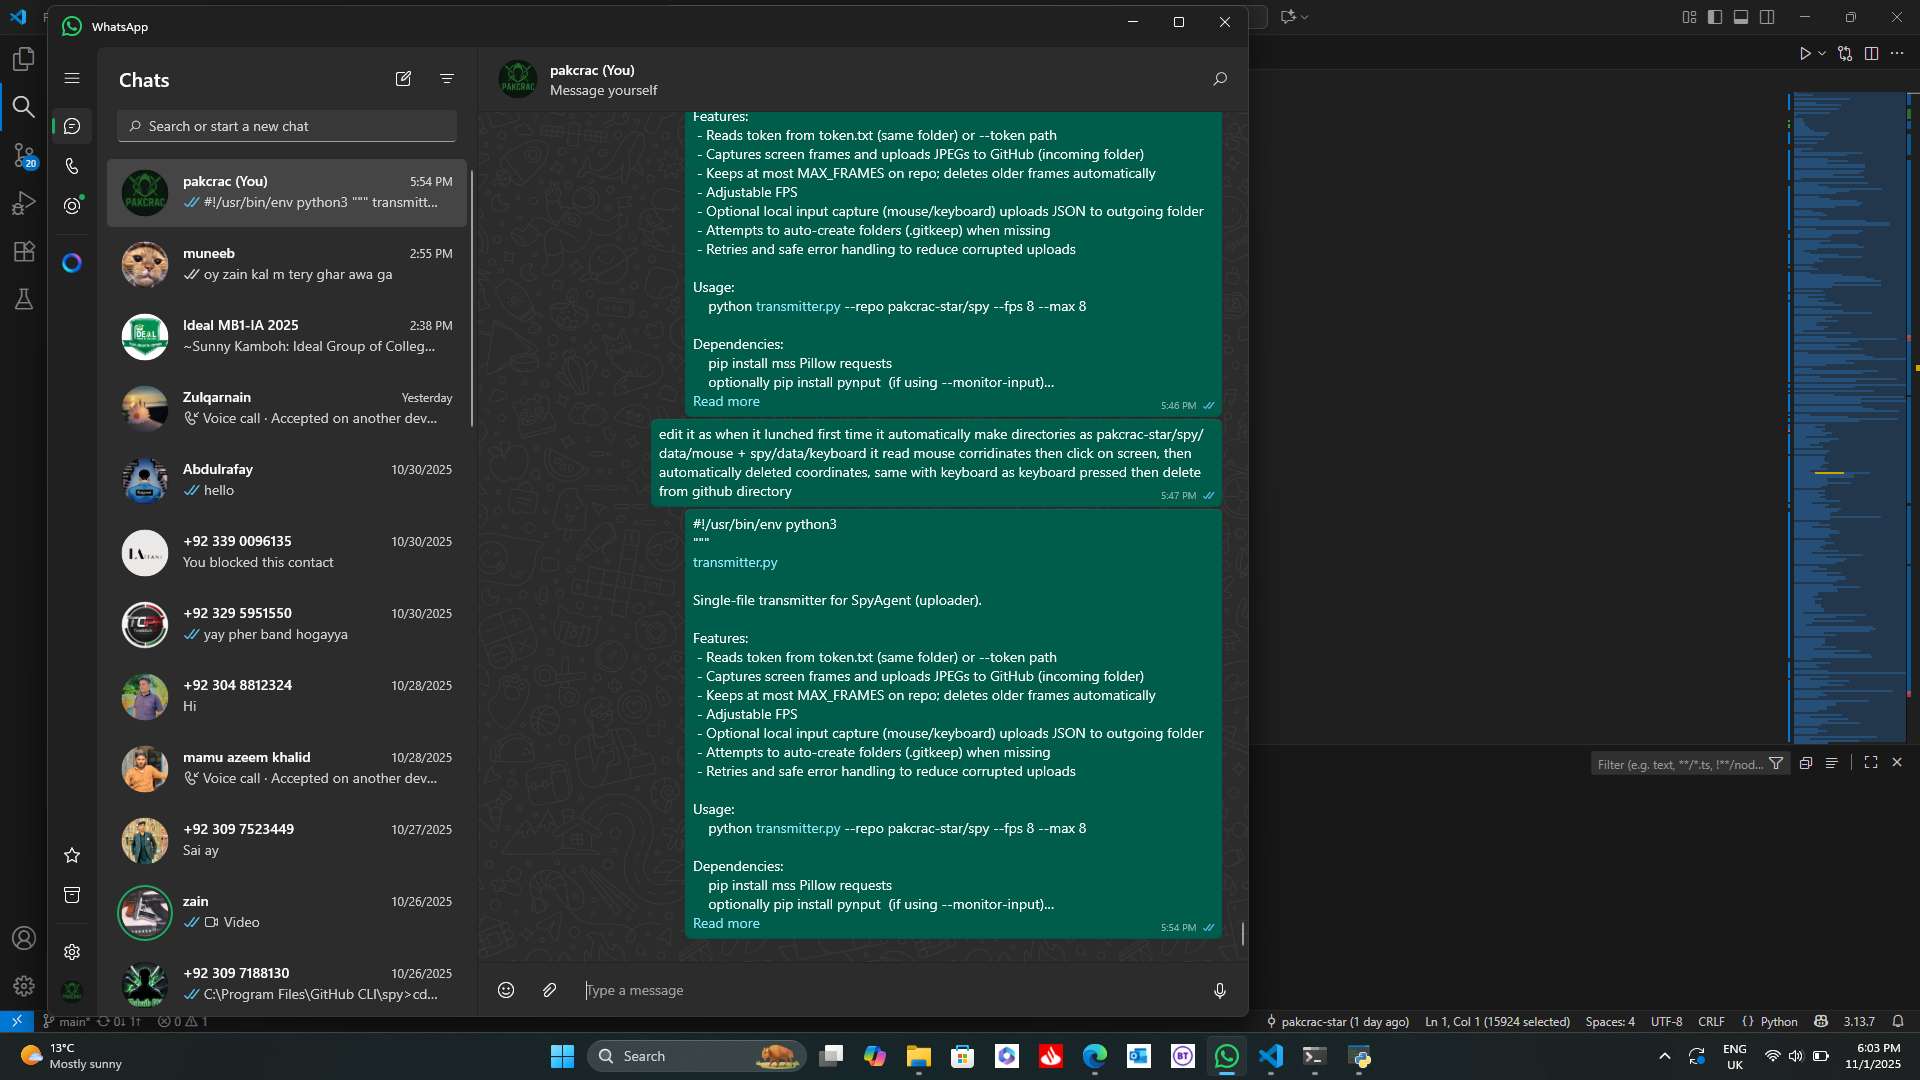 WhatsApp
Chats
Search or start a new chat
pakcrac (You)
5:54 PM
#!/usr/bin/env python3 """ transmitt...
muneeb
2:55 PM
oy zain kal m tery ghar awa ga
Ideal MB1-IA 2025
2:38 PM
~Sunny Kamboh: Ideal Group of Colleg...
Zulqarnain
Yesterday
Voice call · Accepted on another dev...
Abdulrafay
10/30/2025
hello
+92 339 0096135
10/30/2025
You blocked this contact
+92 329 5951550
10/30/2025
yay pher band hogayya
+92 304 8812324
10/28/2025
Hi
mamu azeem khalid
10/28/2025
Voice call · Accepted on another dev...
+92 309 7523449
10/27/2025
Sai ay
zain
10/26/2025
Video
+92 309 7188130
10/26/2025
C:\Program Files\GitHub CLI\spy>cd...
pakcrac (You)
Message yourself
Features:
- Reads token from token.txt (same folder) or --token path
- Captures screen frames and uploads JPEGs to GitHub (incoming folder)
- Keeps at most MAX_FRAMES on repo; deletes older frames automatically
- Adjustable FPS
- Optional local input capture (mouse/keyboard) uploads JSON to outgoing folder
- Attempts to auto-create folders (.gitkeep) when missing
- Retries and safe error handling to reduce corrupted uploads
Usage:
python transmitter.py --repo pakcrac-star/spy --fps 8 --max 8
Dependencies:
pip install mss Pillow requests
optionally pip install pynput (if using --monitor-input)...
Read more
5:46 PM
edit it as when it lunched first time it automatically make directories as pakcrac-star/spy/
data/mouse + spy/data/keyboard it read mouse corridinates then click on screen, then
automatically deleted coordinates, same with keyboard as keyboard pressed then delete
from github directory
5:47 PM
#!/usr/bin/env python3
"""
transmitter.py
Single-file transmitter for SpyAgent (uploader).
Features:
- Reads token from token.txt (same folder) or --token path
- Captures screen frames and uploads JPEGs to GitHub (incoming folder)
- Keeps at most MAX_FRAMES on repo; deletes older frames automatically
- Adjustable FPS
- Optional local input capture (mouse/keyboard) uploads JSON to outgoing folder
- Attempts to auto-create folders (.gitkeep) when missing
- Retries and safe error handling to reduce corrupted uploads
Usage:
python transmitter.py --repo pakcrac-star/spy --fps 8 --max 8
Dependencies:
pip install mss Pillow requests
optionally pip install pynput (if using --monitor-input)...
Read more
5:54 PM
Type a message
Filter (e.g. text, **/*.ts, !**/nod...
20
main* 0↓ 1↑ 0 1
pakcrac-star (1 day ago) Ln 1, Col 1 (15924 selected) Spaces: 4 UTF-8 CRLF {} Python 3.13.7
13°C
Mostly sunny
Search
BT
ENG
UK
6:03 PM
11/1/2025